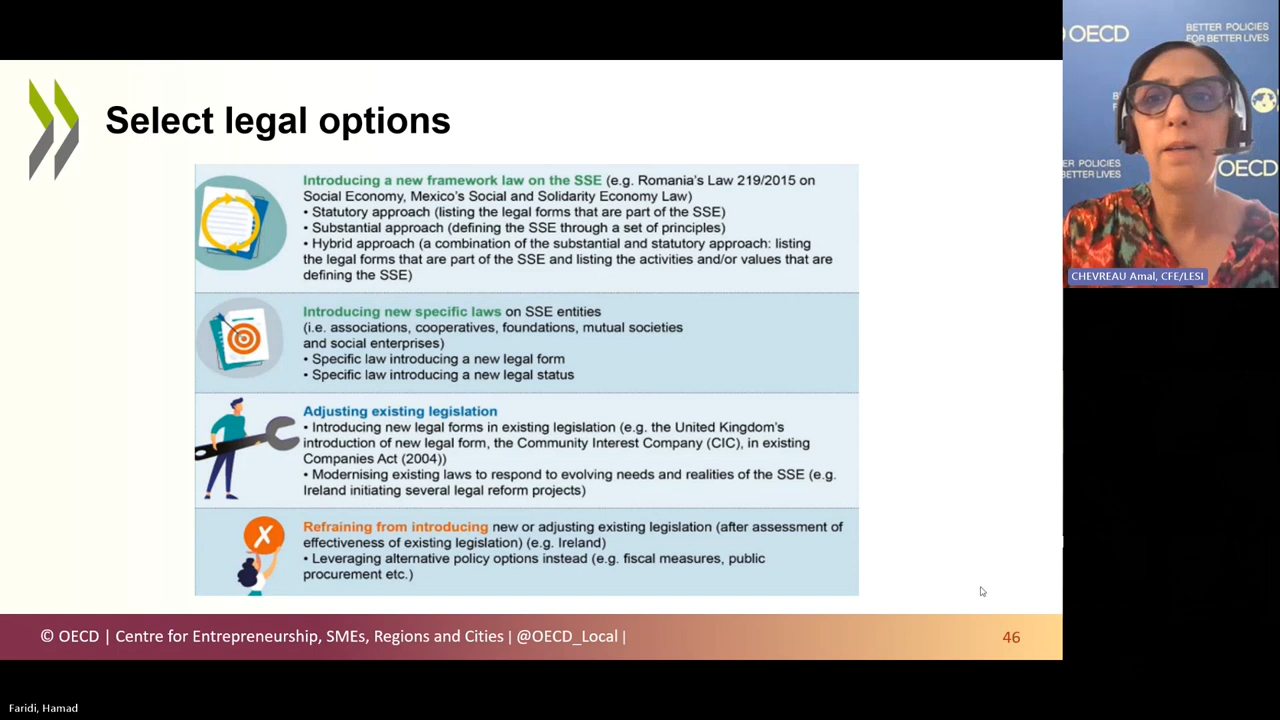 Select legal options
Introducing a new framework law on the SSE (e.g. Romania's Law 219/2015 on
Social Economy, Mexico's Social and Solidarity Economy Law)
• Statutory approach (listing the legal forms that are part of the SSE)
• Substantial approach (defining the SSE through a set of principles)
• Hybrid approach (a combination of the substantial and statutory approach: listing
the legal forms that are part of the SSE and listing the activities and/or values that are
defining the SSE)
Introducing new specific laws on SSE entities
(i.e. associations, cooperatives, foundations, mutual societies
and social enterprises)
• Specific law introducing a new legal form
• Specific law introducing a new legal status
Adjusting existing legislation
• Introducing new legal forms in existing legislation (e.g. the United Kingdom's
introduction of new legal form, the Community Interest Company (CIC), in existing
Companies Act (2004))
• Modernising existing laws to respond to evolving needs and realities of the SSE (e.g.
Ireland initiating several legal reform projects)
X
Refraining from introducing new or adjusting existing legislation (after assessment of
effectiveness of existing legislation) (e.g. Ireland)
• Leveraging alternative policy options instead (e.g. fiscal measures, public
procurement etc.)
© OECD | Centre for Entrepreneurship, SMEs, Regions and Cities | @OECD_Local |
46
OECD
BETTER POLICIES
FOR BETTER LIVES
ER POLICIES
TTER LIVES
OECD
CHEVREAU Amal, CFE/LESI
Faridi, Hamad